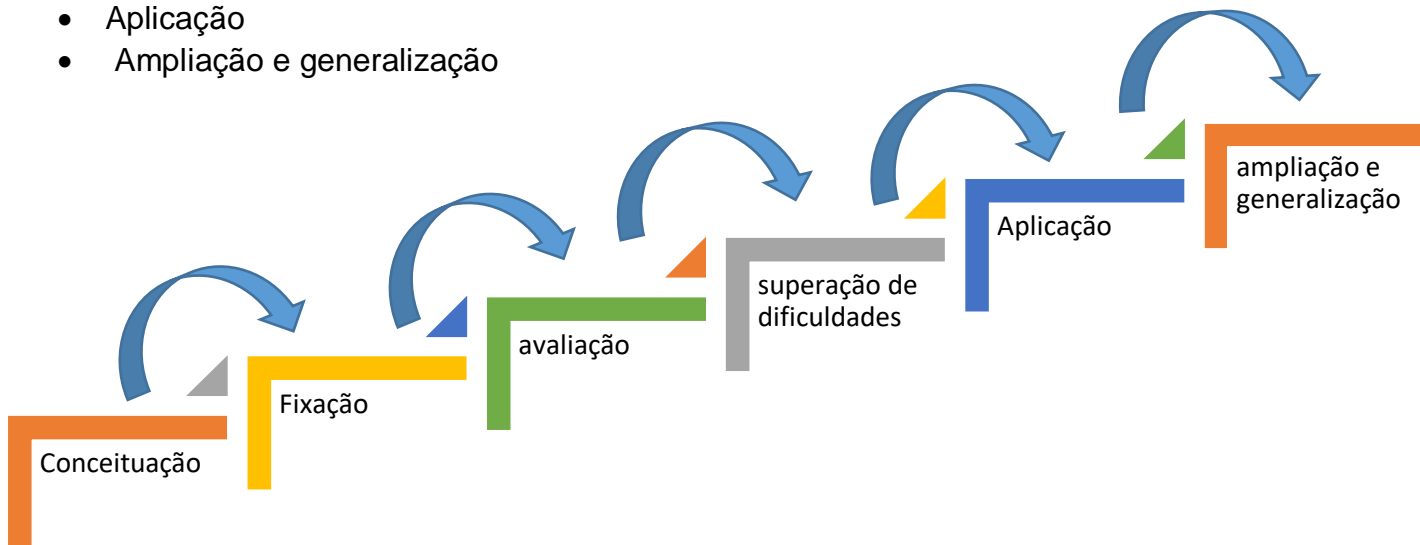 • Aplicação
• Ampliação e generalização
Conceituação
Fixação
avaliação
superação de
dificuldades
Aplicação
ampliação e
generalização